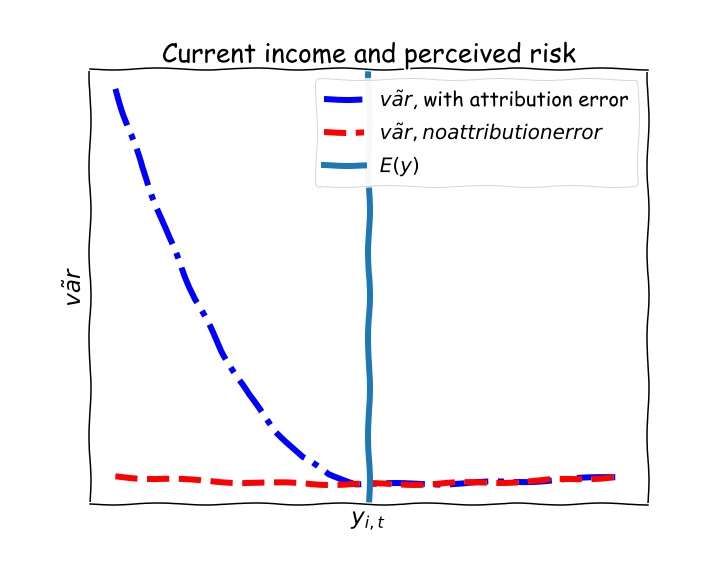 Current income and perceived risk
vãr, with attribution error
vãr, noattributionerror
E(y)
vãr
y_{i,t}